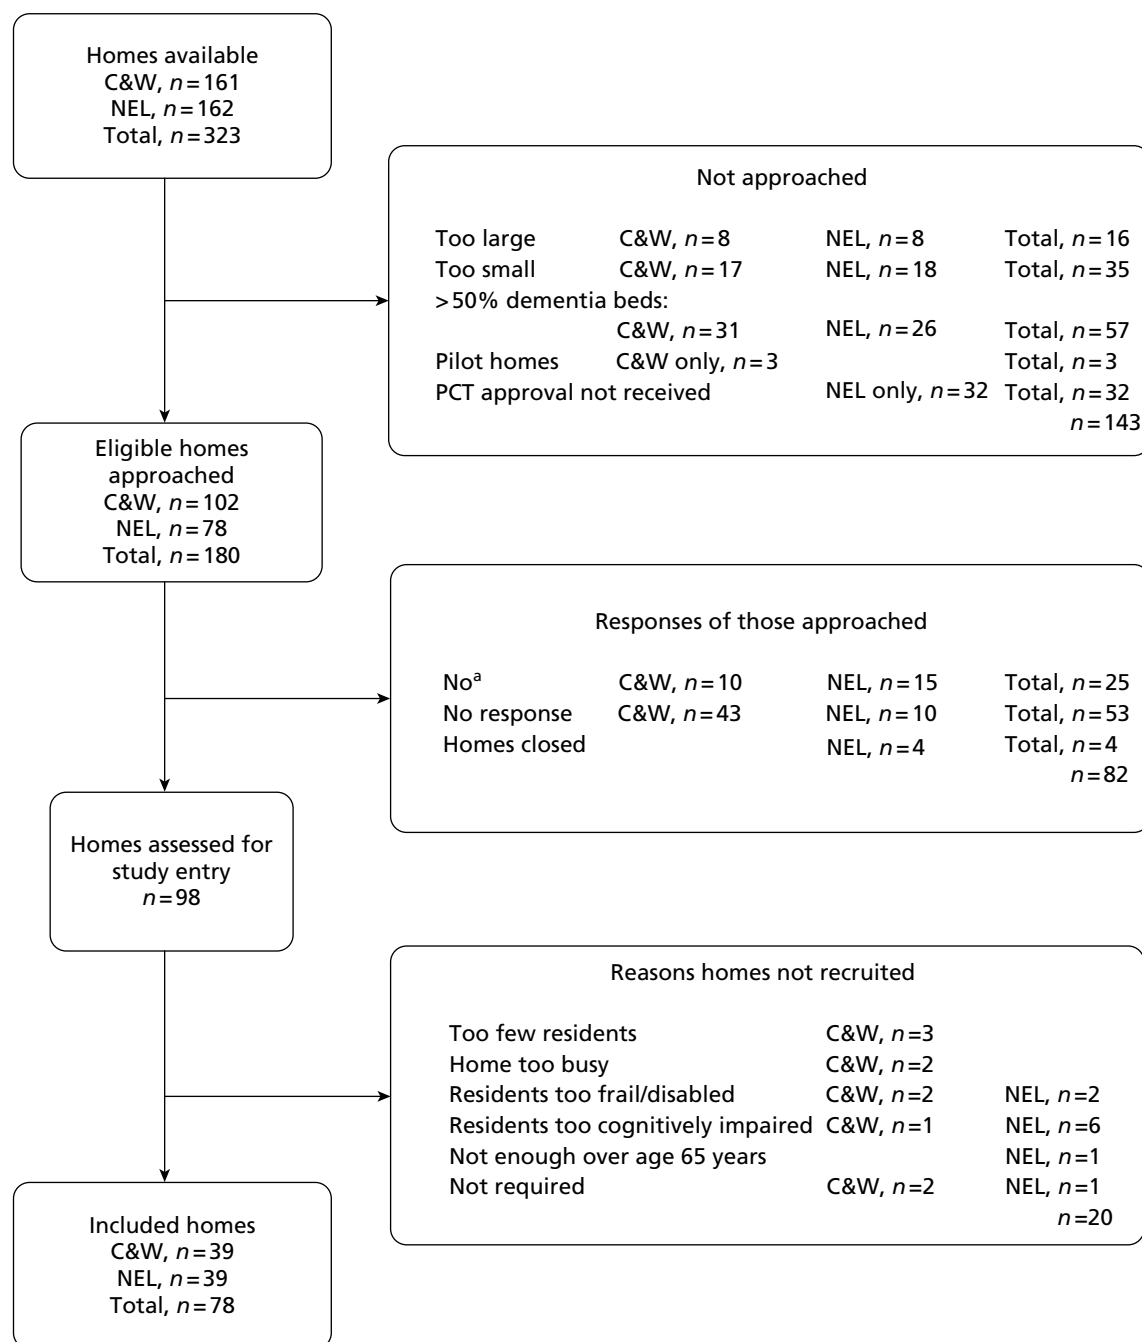 Homes available
C&W, n=161
NEL, n=162
Total, n=323
Not approached
Too large C&W, n=8 NEL, n=8 Total, n=16
Too small C&W, n=17 NEL, n=18 Total, n=35
>50% dementia beds:
C&W, n=31 NEL, n=26 Total, n=57
Pilot homes C&W only, n=3 Total, n=3
PCT approval not received NEL only, n=32 Total, n=32
n=143
Eligible homes
approached
C&W, n=102
NEL, n=78
Total, n=180
Responses of those approached
Noᵃ C&W, n=10 NEL, n=15 Total, n=25
No response C&W, n=43 NEL, n=10 Total, n=53
Homes closed NEL, n=4 Total, n=4
n=82
Homes assessed for
study entry
n=98
Reasons homes not recruited
Too few residents C&W, n=3
Home too busy C&W, n=2
Residents too frail/disabled C&W, n=2 NEL, n=2
Residents too cognitively impaired C&W, n=1 NEL, n=6
Not enough over age 65 years NEL, n=1
Not required C&W, n=2 NEL, n=1
n=20
Included homes
C&W, n=39
NEL, n=39
Total, n=78